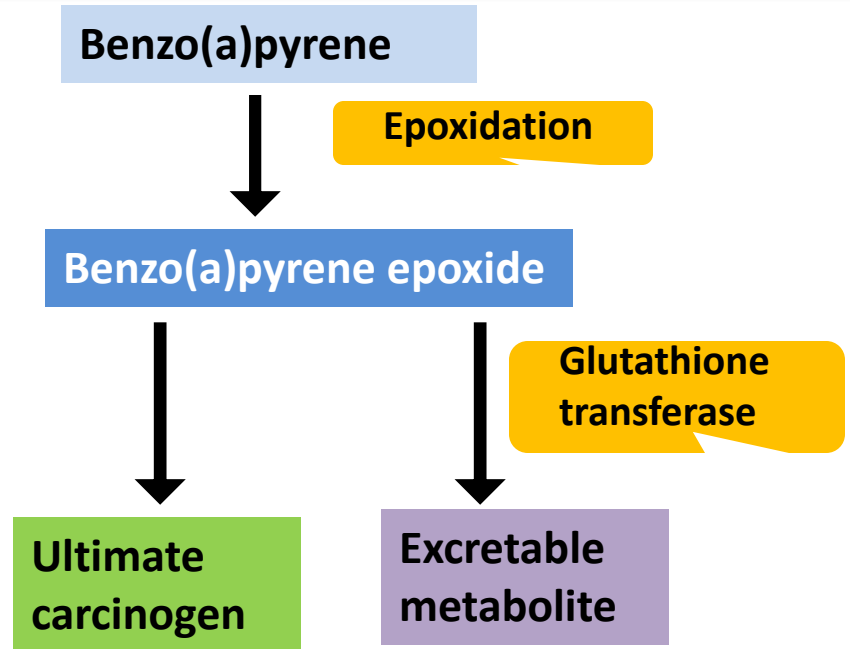 Benzo(a)pyrene
Epoxidation
Benzo(a)pyrene epoxide
Glutathione
transferase
Ultimate
carcinogen
Excretable
metabolite